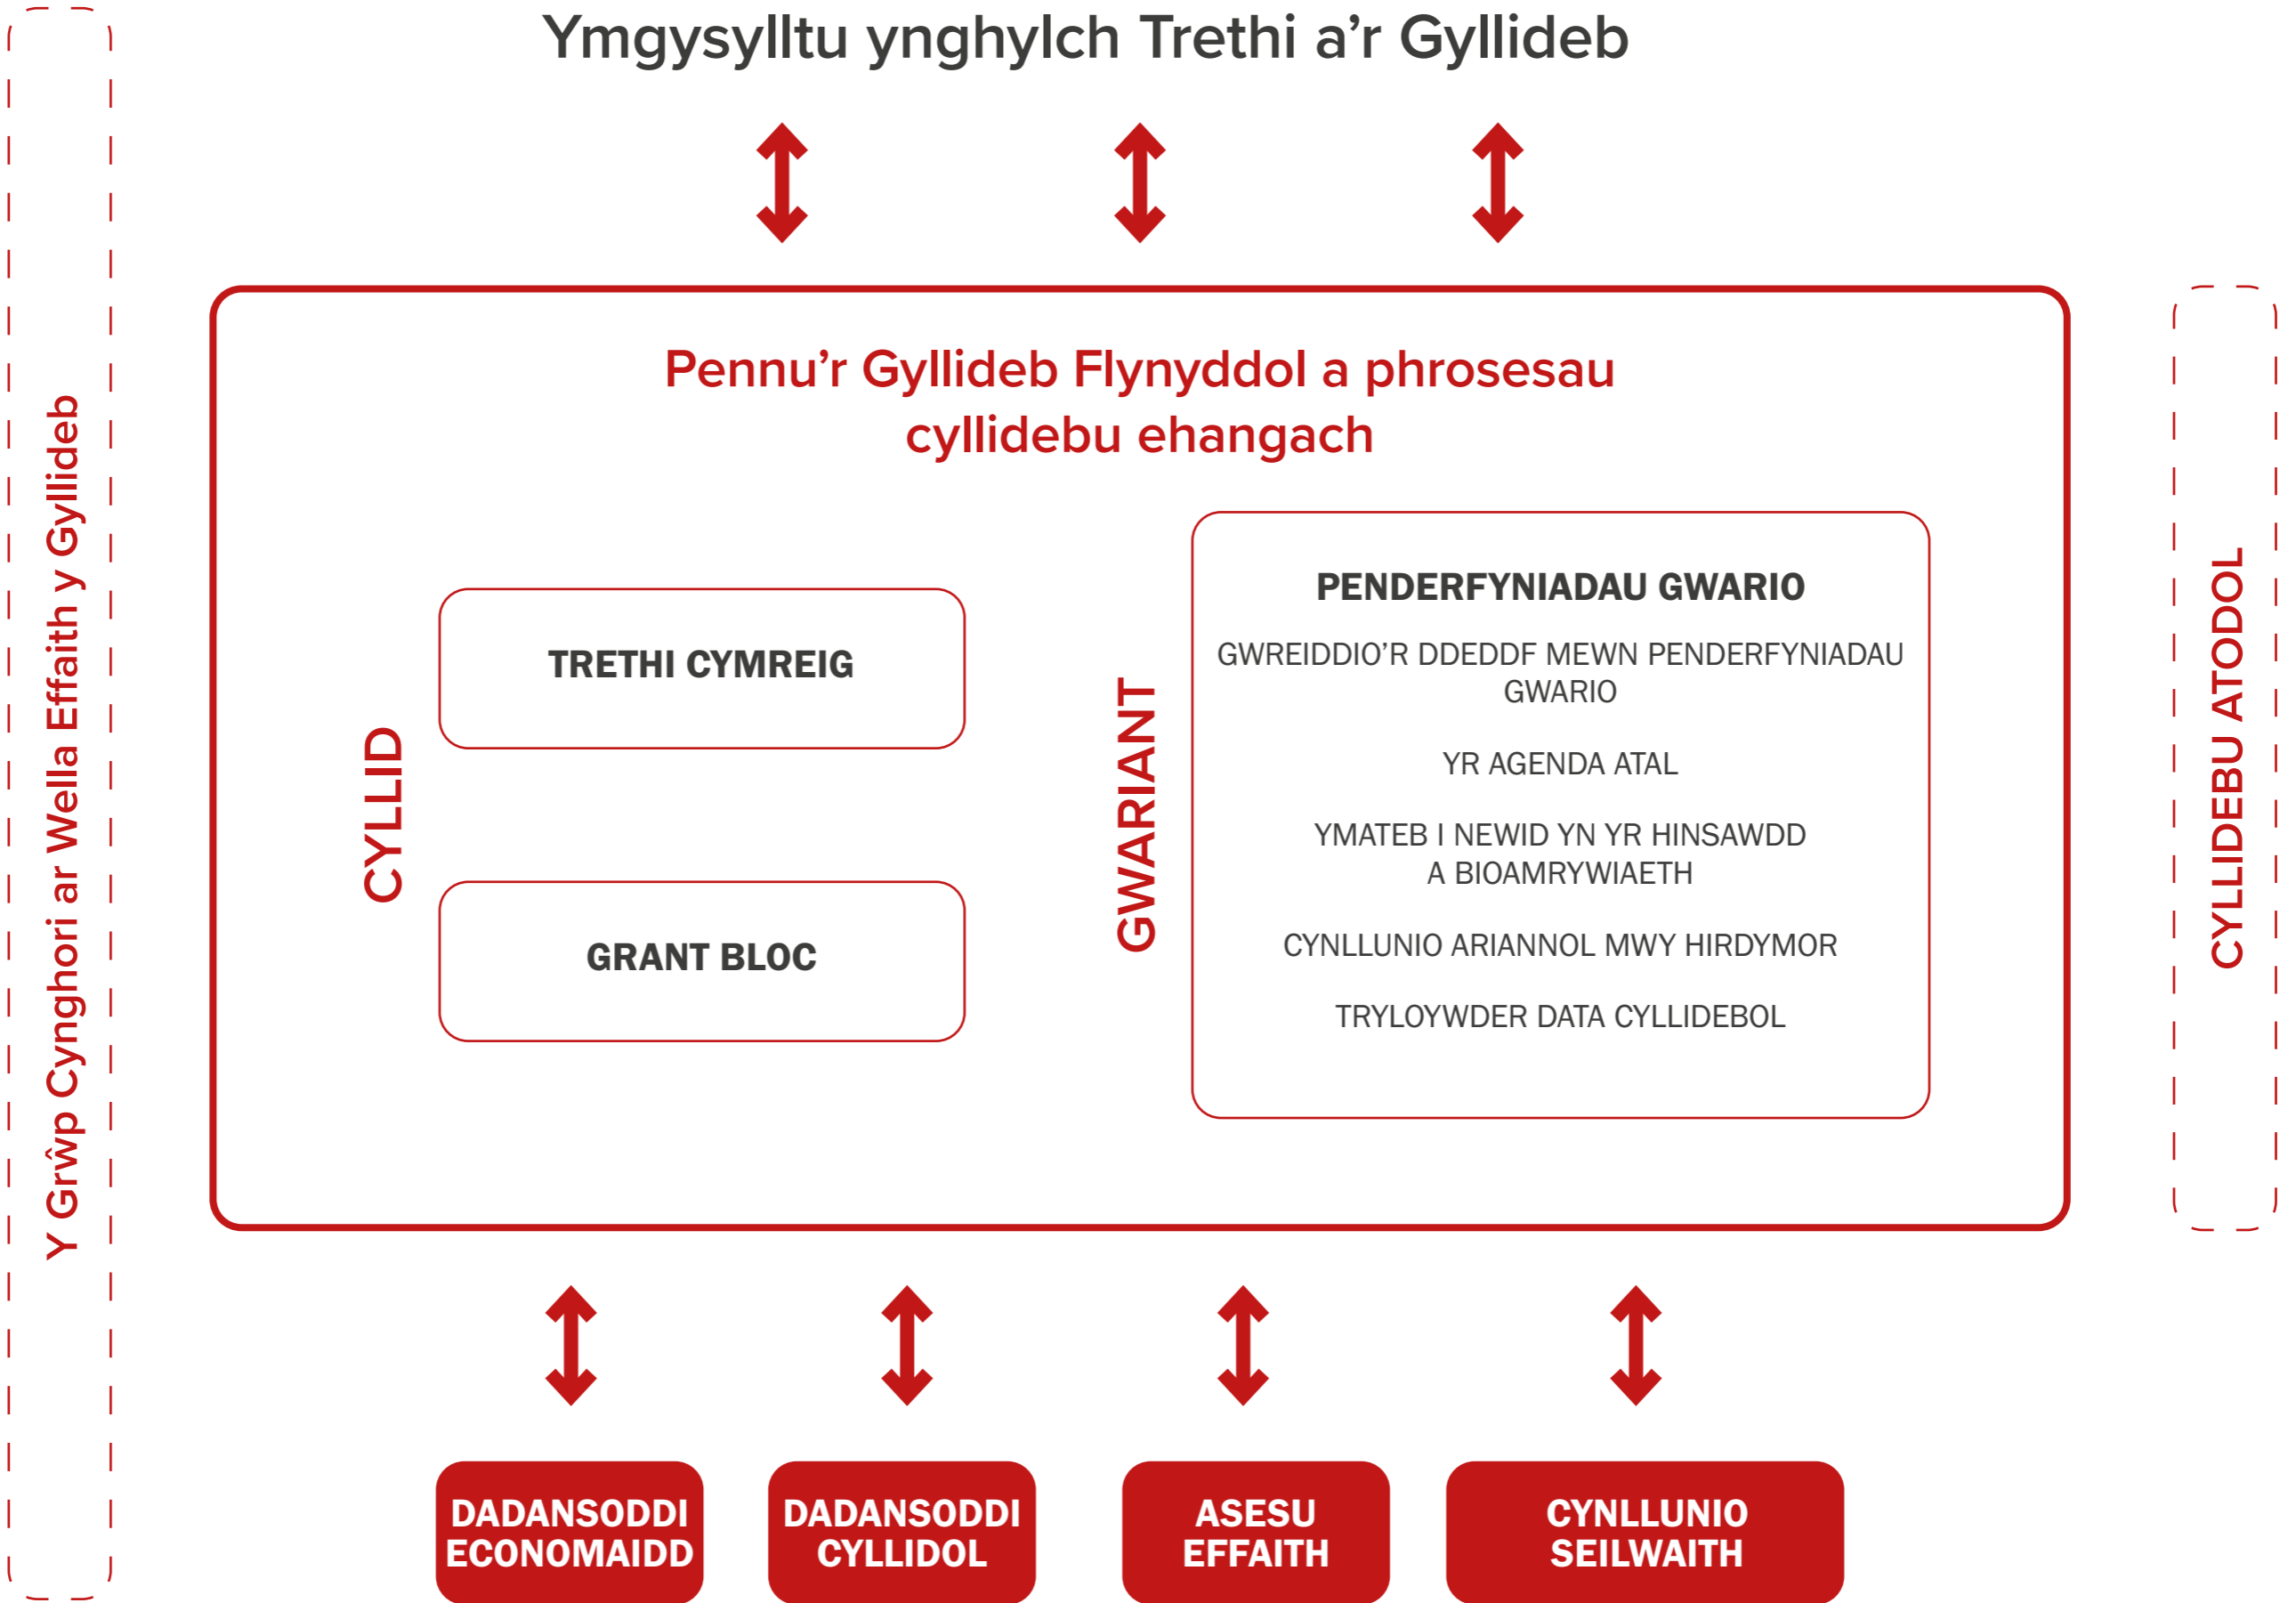 Ymgysylltu ynghylch Trethi a’r Gyllideb
Y Grŵp Cynghori ar Wella Effaith y Gyllideb
Pennu’r Gyllideb Flynyddol a phrosesau
cyllidebu ehangach
CYLLID
TRETHI CYMREIG
GRANT BLOC
GWARIANT
PENDERFYNIADAU GWARIO
GWREIDDIO’R DDEDDF MEWN PENDERFYNIADAU
GWARIO
YR AGENDA ATAL
YMATEB I NEWID YN YR HINSAWDD
A BIOAMRYWIAETH
CYNLLUNIO ARIANNOL MWY HIRDYMOR
TRYLOYWDER DATA CYLLIDEBOL
CYLLIDEBU ATODOL
DADANSODDI
ECONOMAIDD
DADANSODDI
CYLLIDOL
ASESU
EFFAITH
CYNLLUNIO
SEILWAITH